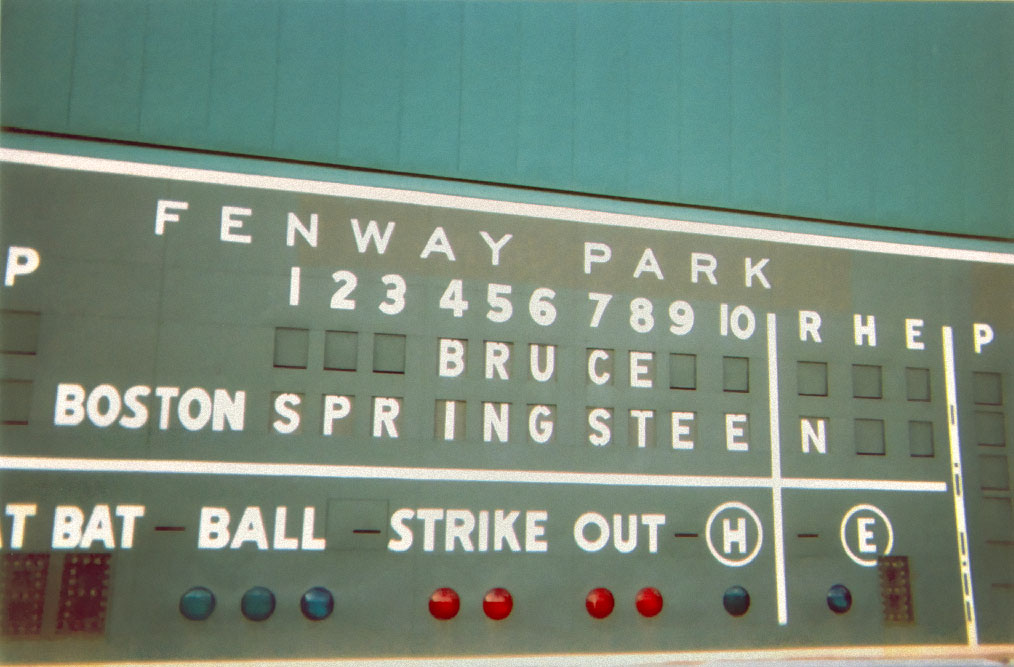 FENWAY PARK
P 1 2 3 4 5 6 7 8 9 10 R H E P
BRUCE
BOSTON SPRINGSTEEN
AT BAT BALL STRIKE OUT H E